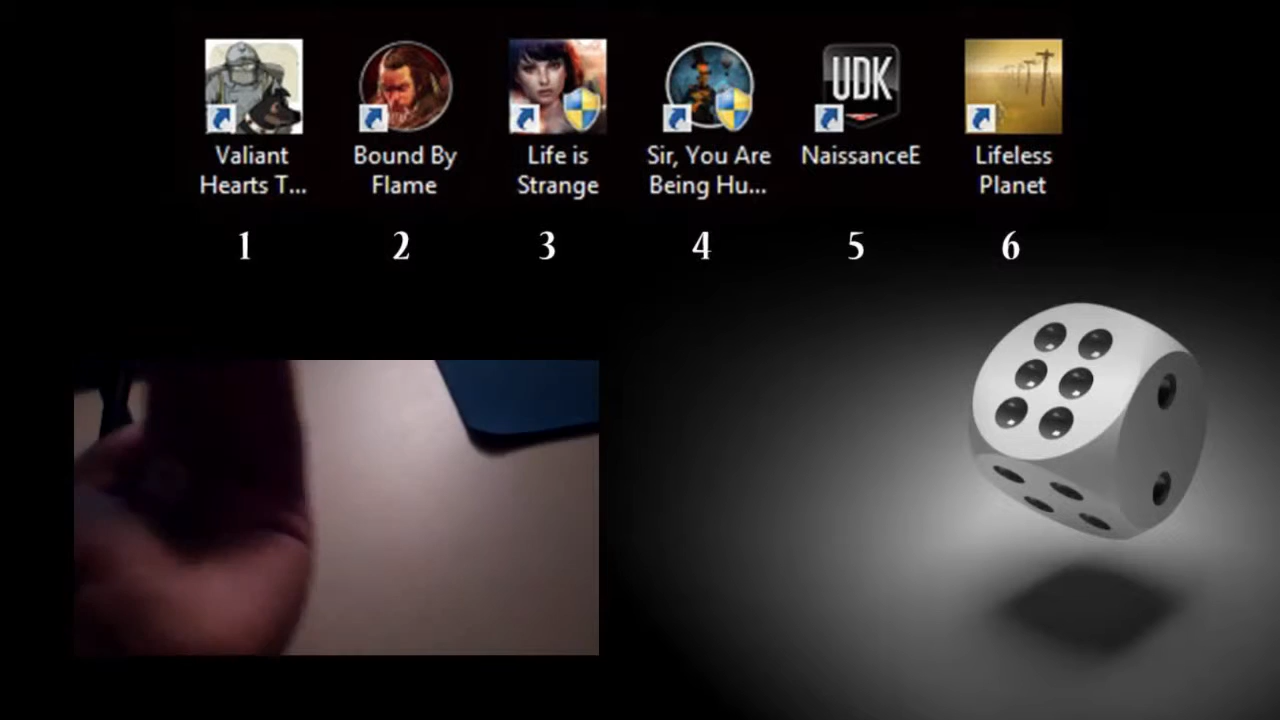 UDK
Valiant Hearts T...
Bound By Flame
Life is Strange
Sir, You Are Being Hu...
NaissanceE
Lifeless Planet
1 2 3 4 5 6